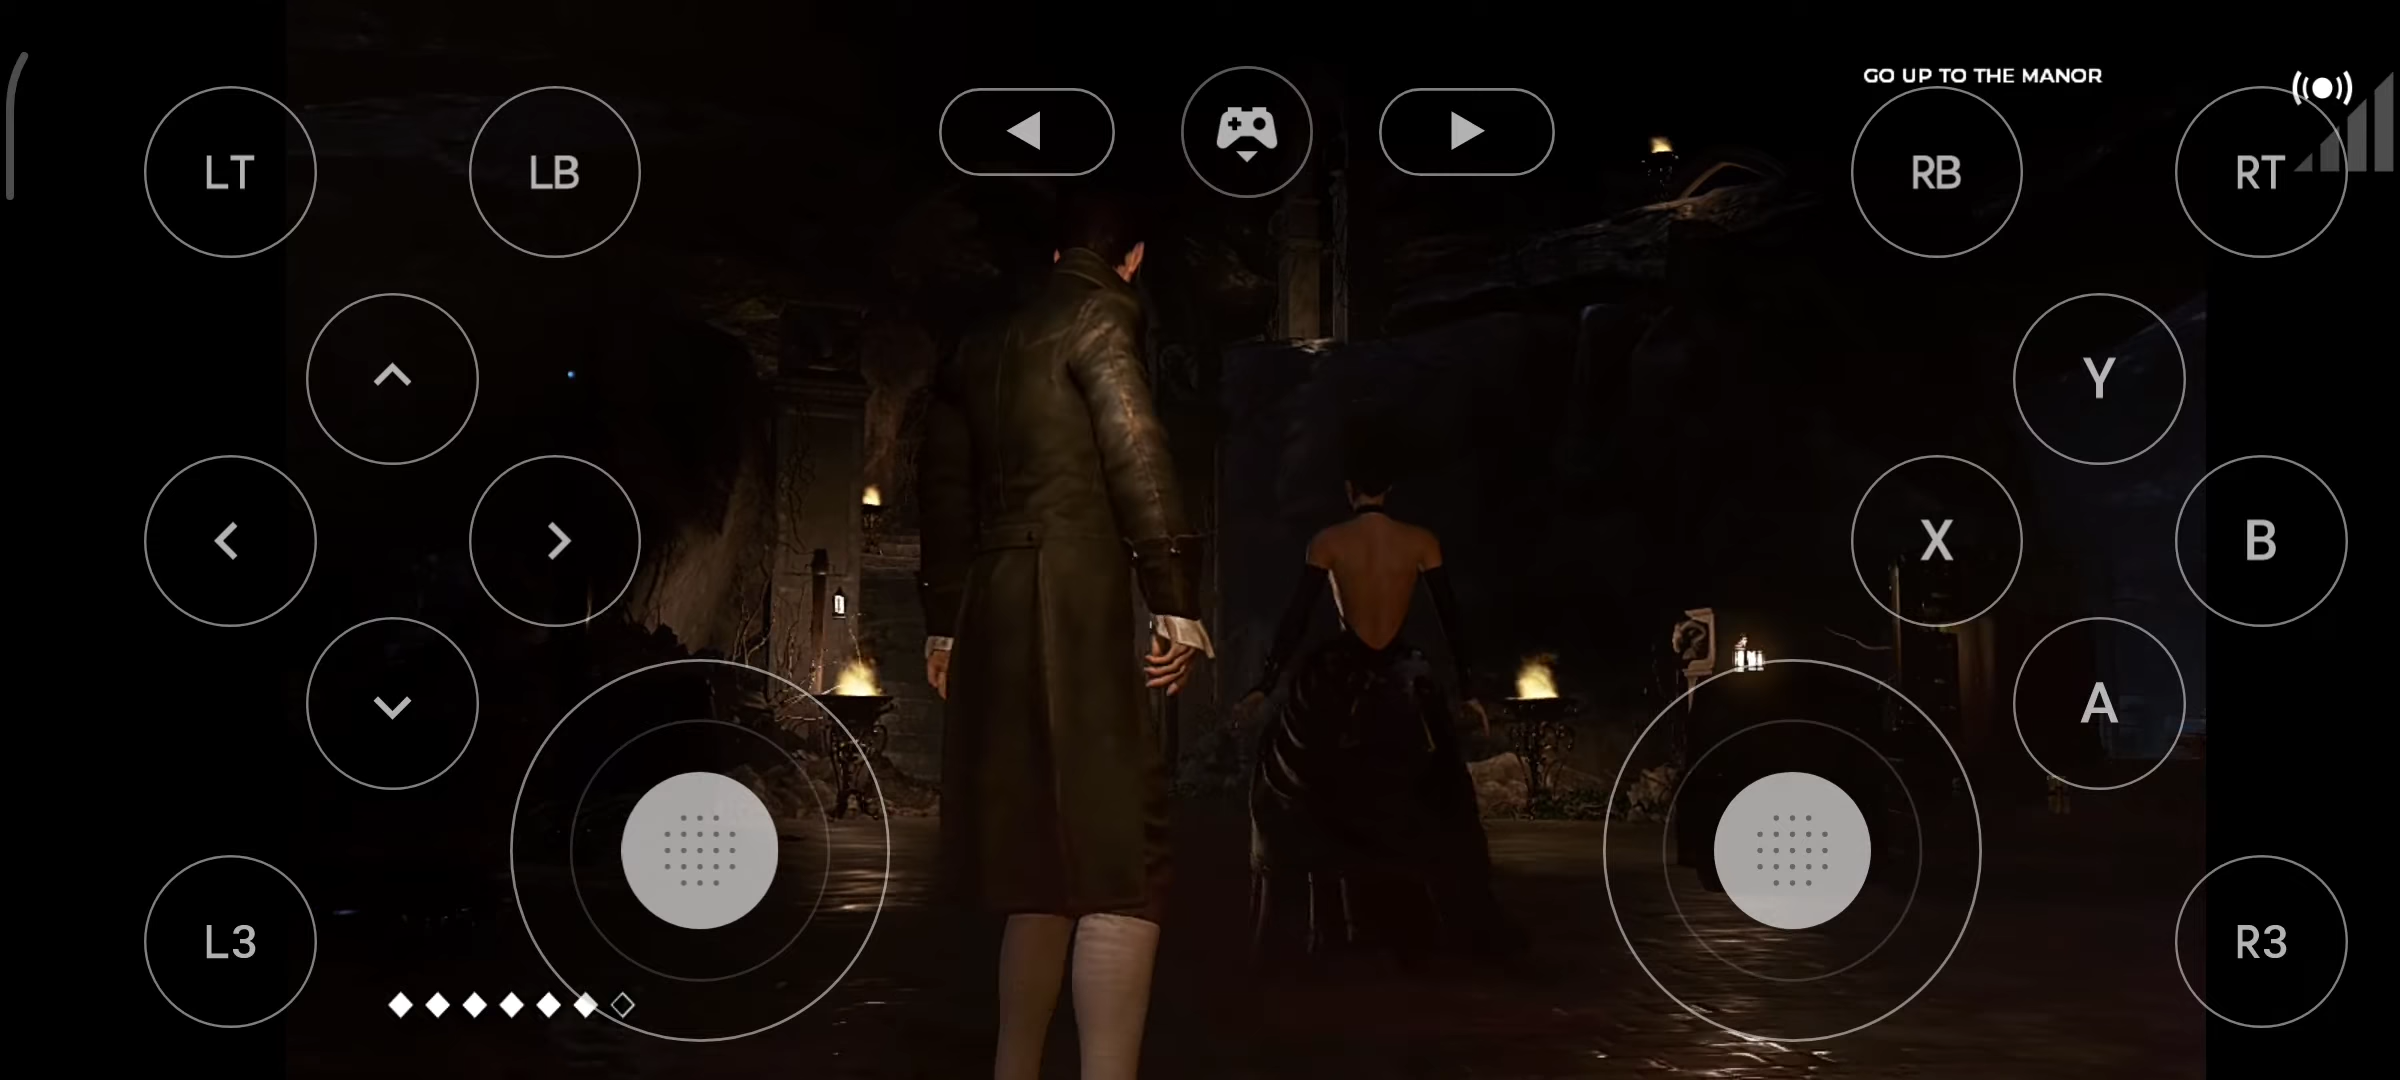 GO UP TO THE MANOR
LT
LB
RB
RT
Y
X
B
A
L3
R3